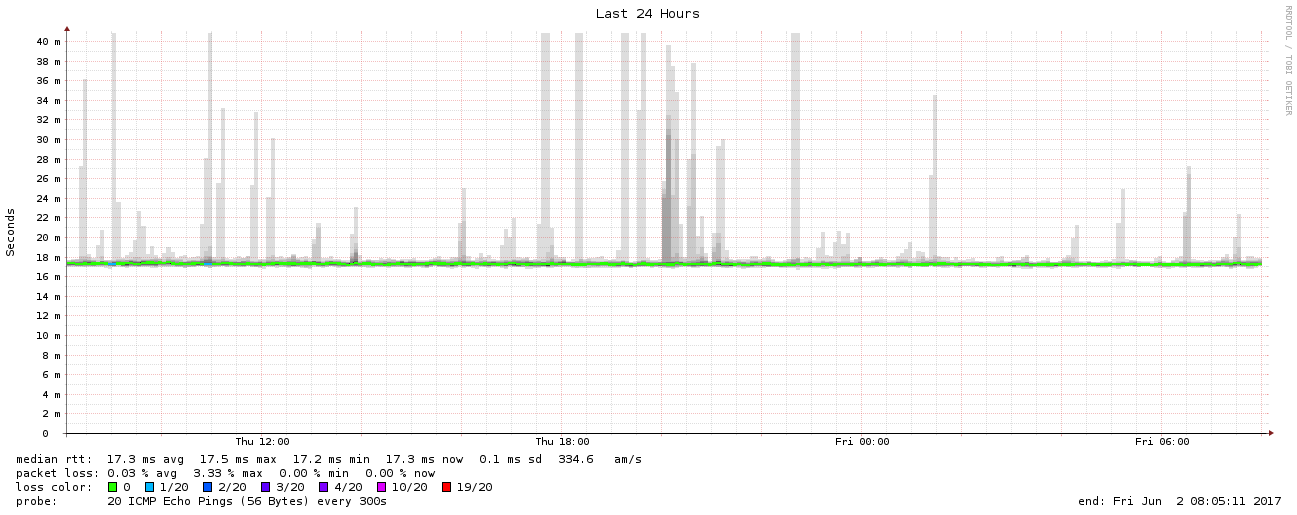 Last 24 Hours
RRDTOOL / TOBI OETIKER
Seconds
40 m
38 m
36 m
34 m
32 m
30 m
28 m
26 m
24 m
22 m
20 m
18 m
16 m
14 m
12 m
10 m
8 m
6 m
4 m
2 m
0
Thu 12:00 Thu 18:00 Fri 00:00 Fri 06:00
median rtt: 17.3 ms avg 17.5 ms max 17.2 ms min 17.3 ms now 0.1 ms sd 334.6 am/s
packet loss: 0.03 % avg 3.33 % max 0.00 % min 0.00 % now
loss color: 0 1/20 2/20 3/20 4/20 10/20 19/20
probe: 20 ICMP Echo Pings (56 Bytes) every 300s end: Fri Jun 2 08:05:11 2017